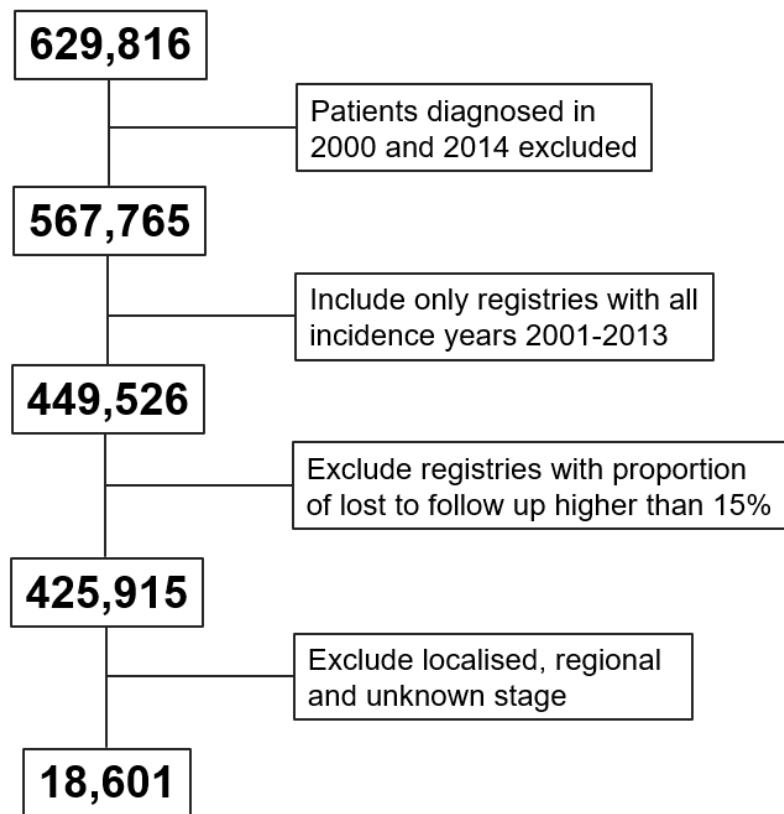 629,816
Patients diagnosed in
2000 and 2014 excluded
567,765
Include only registries with all
incidence years 2001-2013
449,526
Exclude registries with proportion
of lost to follow up higher than 15%
425,915
Exclude localised, regional
and unknown stage
18,601